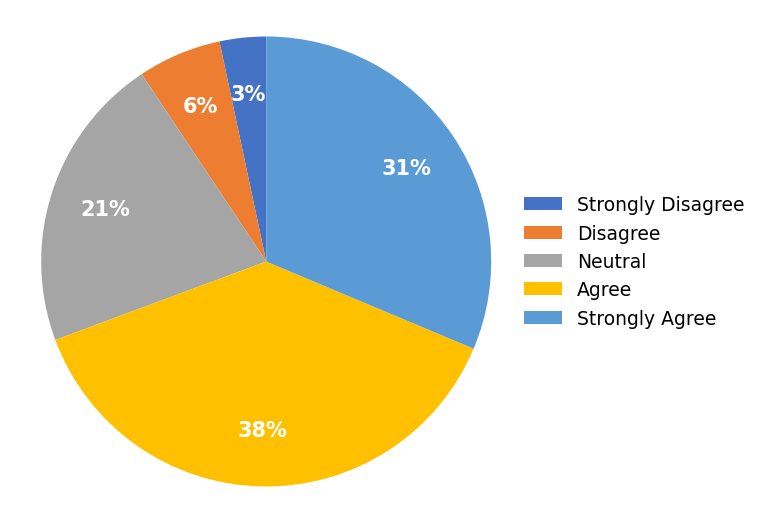 3%
6%
31%
21%
38%
Strongly Disagree
Disagree
Neutral
Agree
Strongly Agree